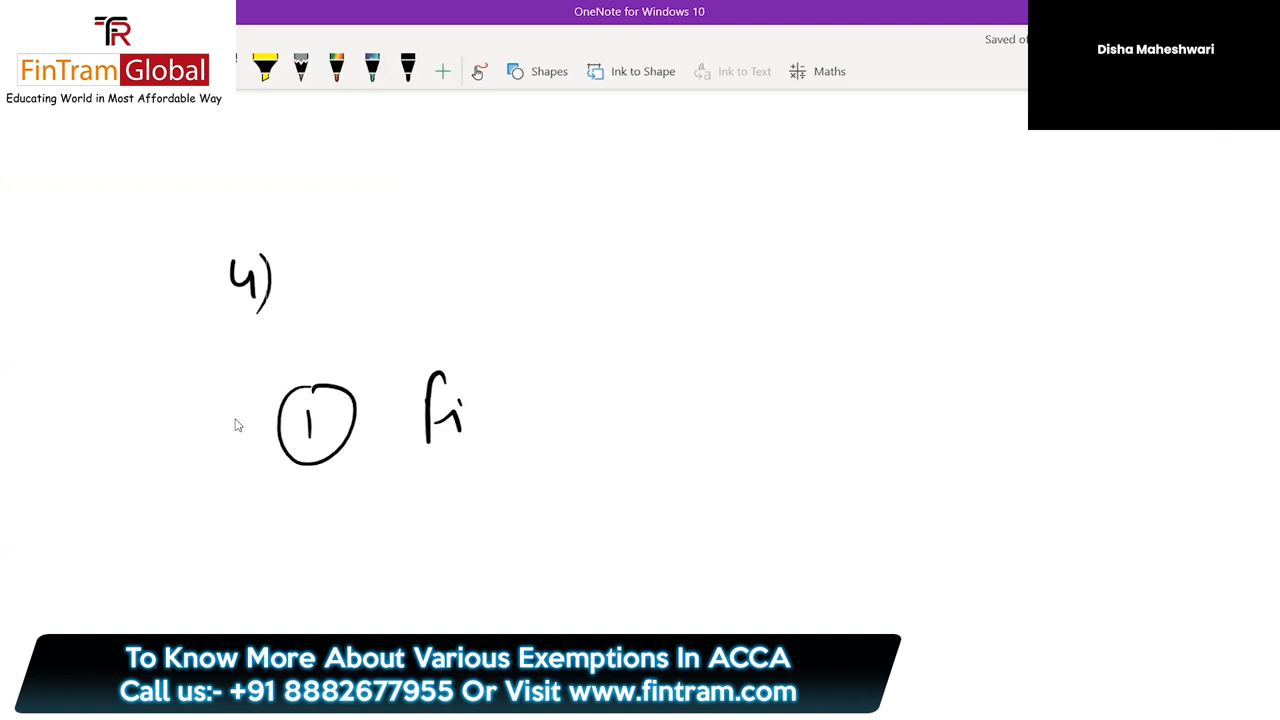 OneNote for Windows 10
TR
FinTram Global
Educating World in Most Affordable Way
Shapes
Ink to Shape
Ink to Text
Maths
Saved of
Disha Maheshwari
4)
1 fi
To Know More About Various Exemptions In ACCA
Call us:- +91 8882677955 Or Visit www.fintram.com